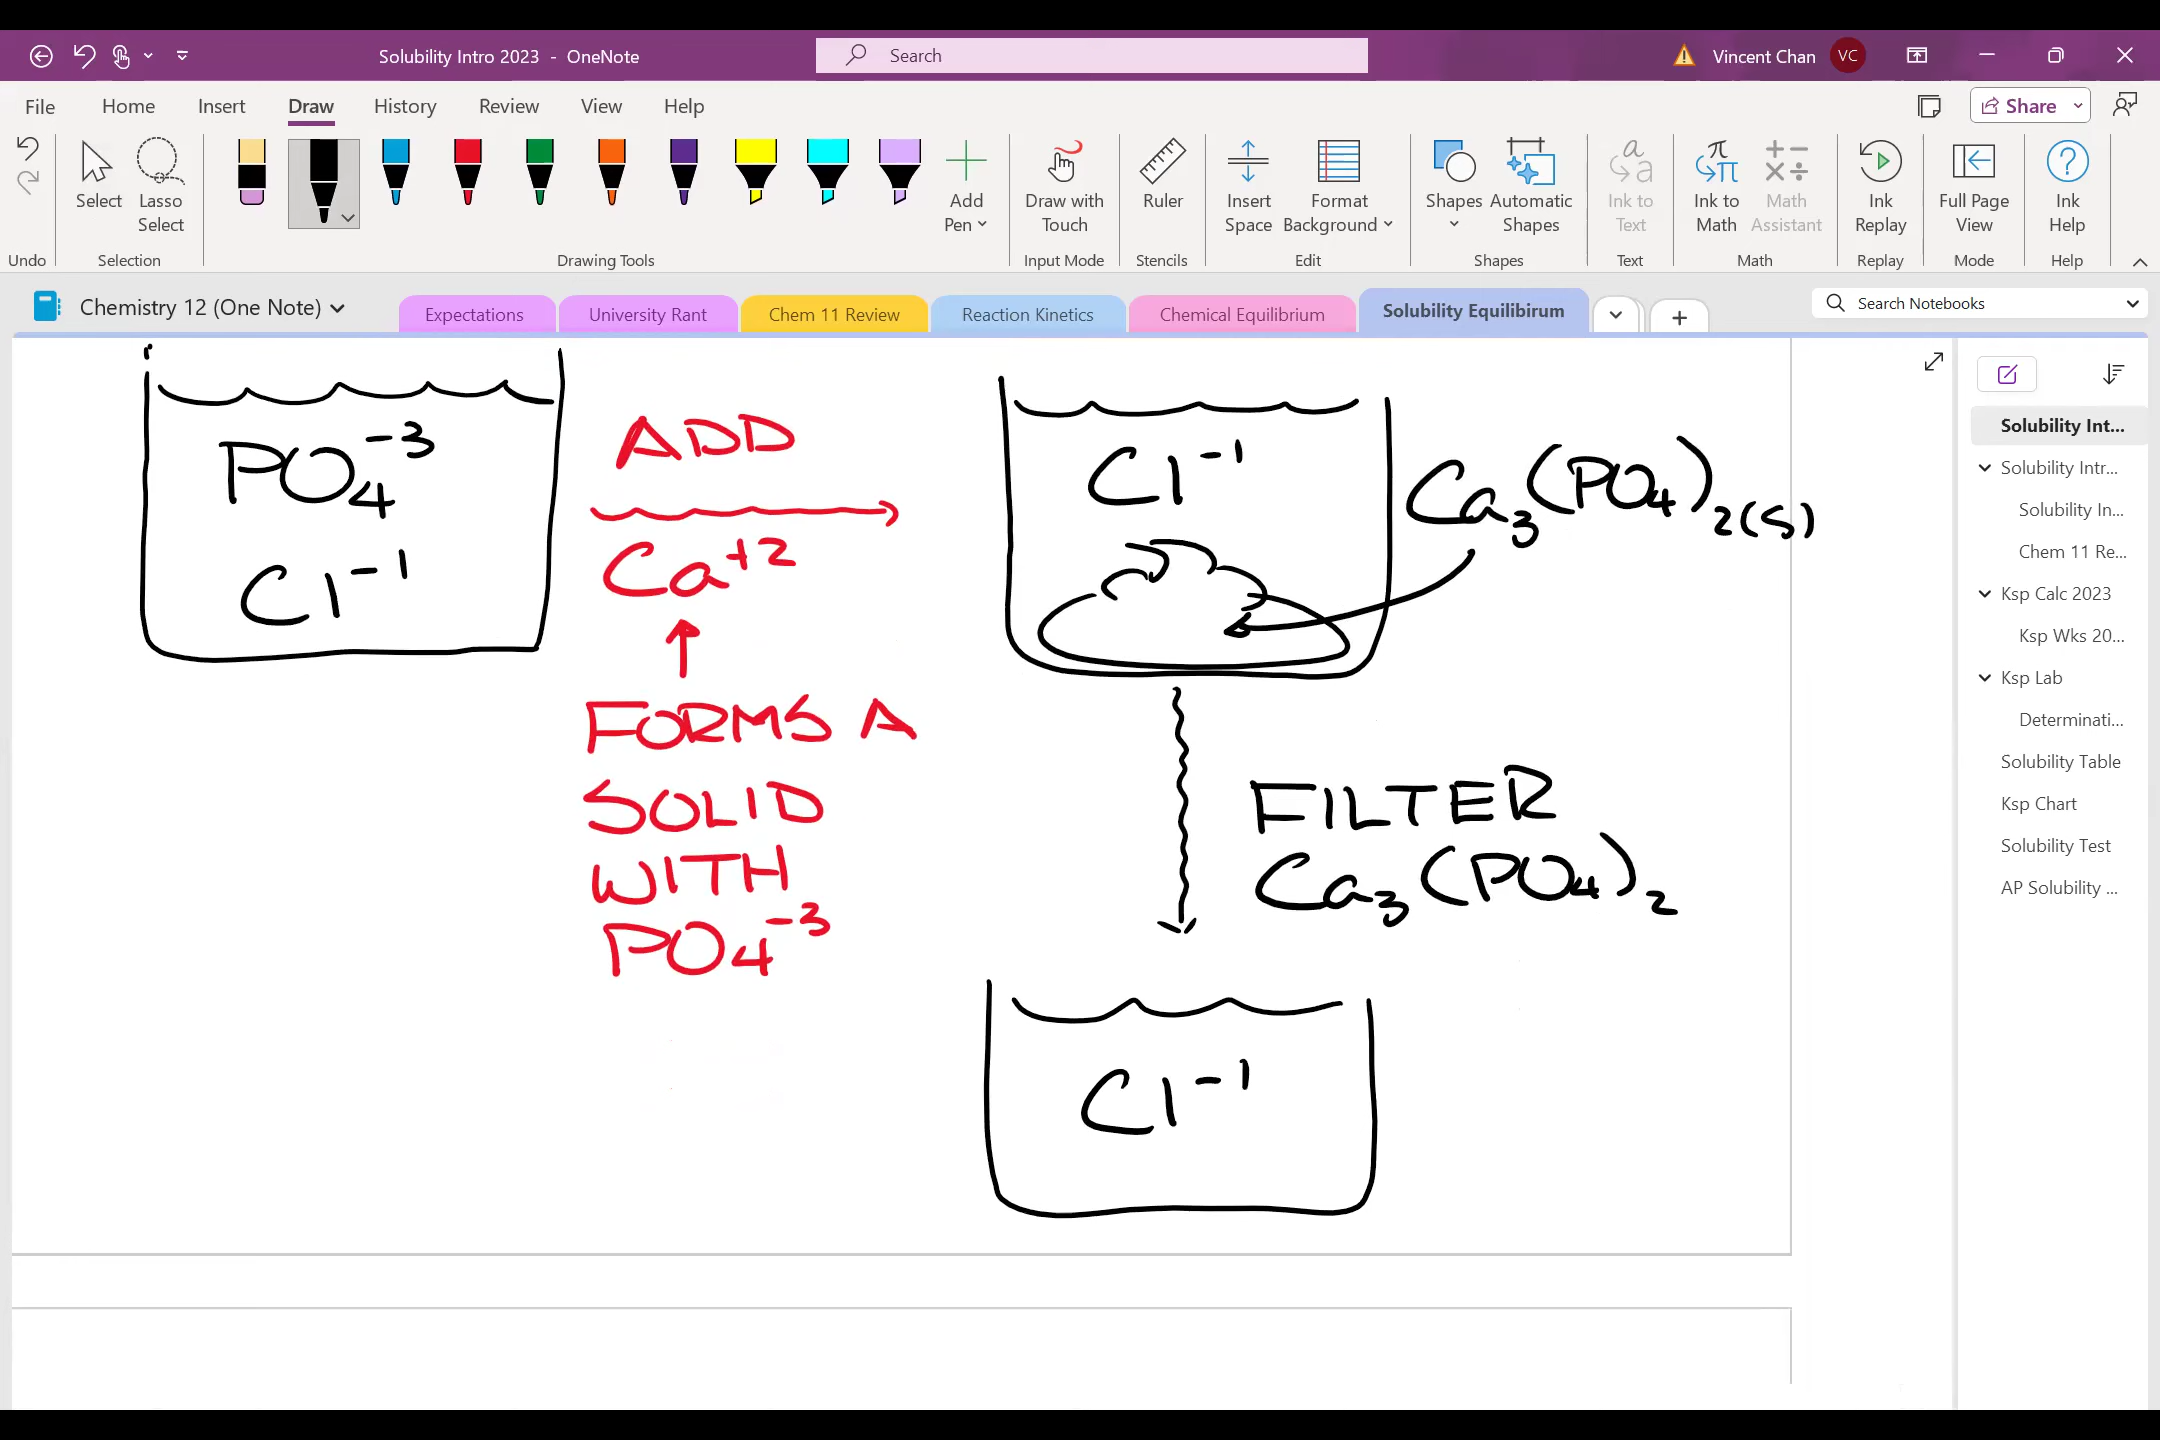 Solubility Intro 2023 - OneNote
Search
Vincent Chan
VC
File Home Insert Draw History Review View Help
Share
Select
Lasso Select
Add Pen
Draw with Touch
Ruler
Insert Space
Format Background
Shapes
Automatic Shapes
Ink to Text
Ink to Math
Math Assistant
Ink Replay
Full Page View
Ink Help
Undo Selection Drawing Tools Input Mode Stencils Edit Shapes Text Math Replay Mode Help
Chemistry 12 (One Note)
Expectations University Rant Chem 11 Review Reaction Kinetics Chemical Equilibrium Solubility Equilibirum
Search Notebooks
PO₄⁻³
Cl⁻¹
ADD
Ca⁺²
FORMS A
SOLID
WITH
PO₄⁻³
Cl⁻¹
Ca₃(PO₄)₂(s)
FILTER
Ca₃(PO₄)₂
Cl⁻¹
Solubility Int...
Solubility Intr...
Solubility In...
Chem 11 Re...
Ksp Calc 2023
Ksp Wks 20...
Ksp Lab
Determinati...
Solubility Table
Ksp Chart
Solubility Test
AP Solubility ...